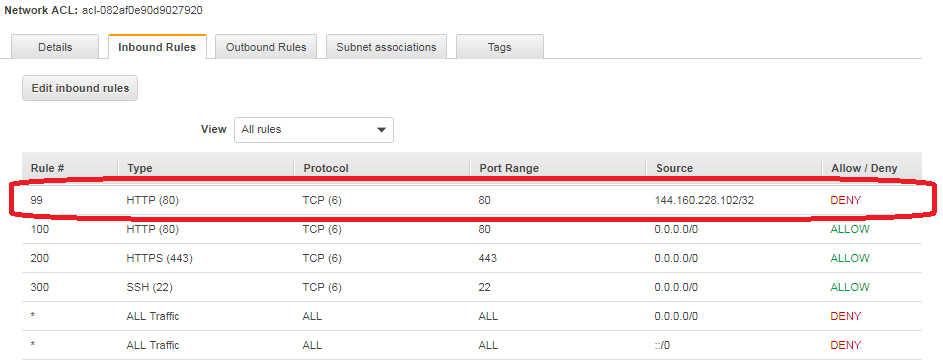 Network ACL: acl-082af0e90d9027920
Details Inbound Rules Outbound Rules Subnet associations Tags
Edit inbound rules
View All rules
Rule # Type Protocol Port Range Source Allow / Deny
99 HTTP (80) TCP (6) 80 144.160.228.102/32 DENY
100 HTTP (80) TCP (6) 80 0.0.0.0/0 ALLOW
200 HTTPS (443) TCP (6) 443 0.0.0.0/0 ALLOW
300 SSH (22) TCP (6) 22 0.0.0.0/0 ALLOW
* ALL Traffic ALL ALL 0.0.0.0/0 DENY
* ALL Traffic ALL ALL ::/0 DENY